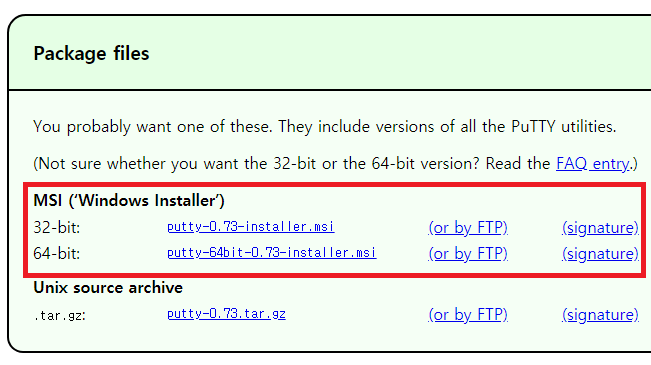 Package files
You probably want one of these. They include versions of all the PuTTY utilities.
(Not sure whether you want the 32-bit or the 64-bit version? Read the FAQ entry.)
MSI (‘Windows Installer’)
32-bit: putty-0.73-installer.msi (or by FTP) (signature)
64-bit: putty-64bit-0.73-installer.msi (or by FTP) (signature)
Unix source archive
.tar.gz: putty-0.73.tar.gz (or by FTP) (signature)